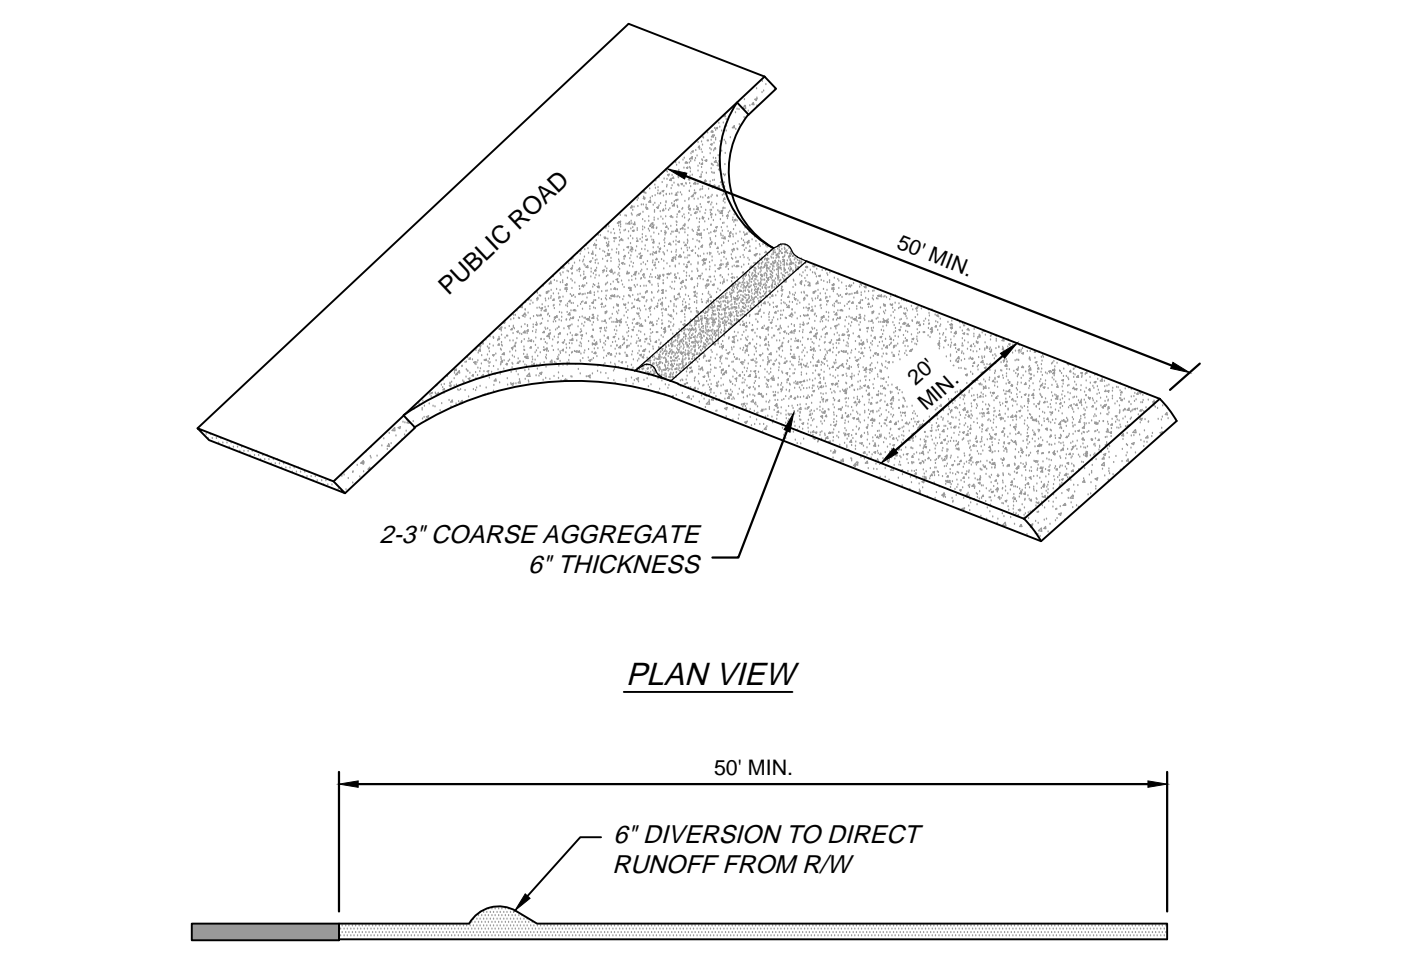 PUBLIC ROAD
50' MIN.
20'
MIN.
2-3" COARSE AGGREGATE
6" THICKNESS
PLAN VIEW
50' MIN.
6" DIVERSION TO DIRECT
RUNOFF FROM R/W